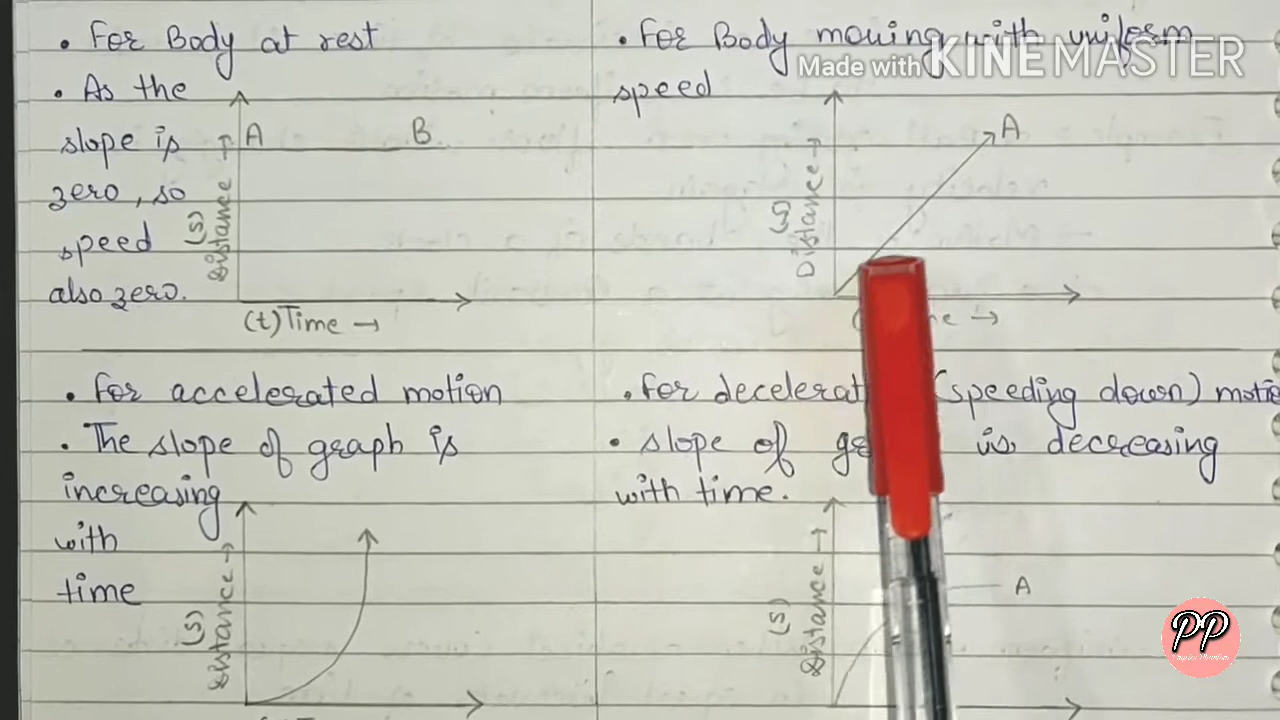 • For Body at rest
• As the
slope is
zero, so
speed
also zero.
A B
(S)
Distance →
(t) Time →
• For Body moving with uniform
speed
A
(S)
Distance →
• For accelerated motion
• The slope of graph is
increasing
with
time
(S)
Distance →
• For (speeding down)
• slope of is decreasing
with time.
(S)
Distance →
A
Made with KINEMASTER
PP